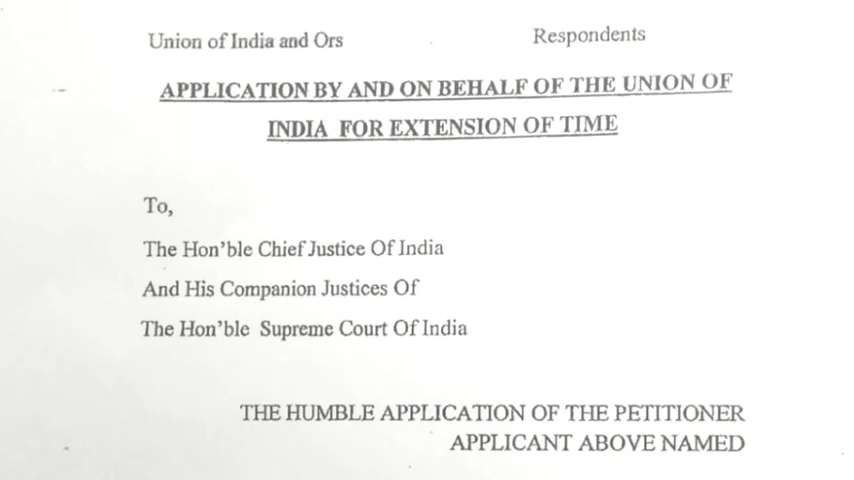 Union of India and Ors Respondents
APPLICATION BY AND ON BEHALF OF THE UNION OF
INDIA FOR EXTENSION OF TIME
To,
The Hon'ble Chief Justice Of India
And His Companion Justices Of
The Hon'ble Supreme Court Of India
THE HUMBLE APPLICATION OF THE PETITIONER
APPLICANT ABOVE NAMED